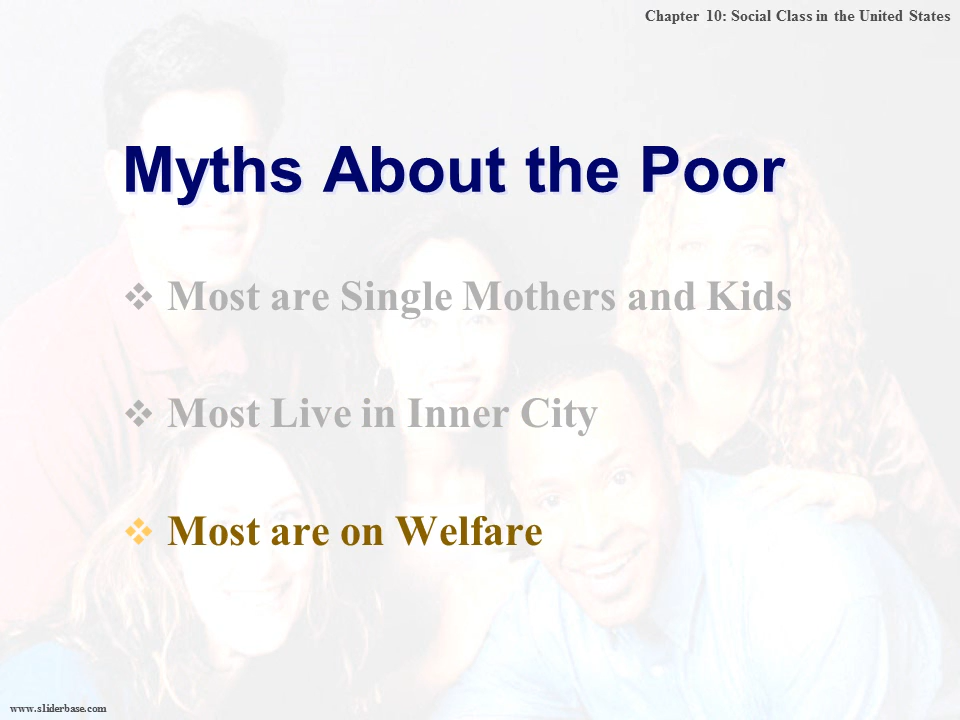 Chapter 10: Social Class in the United States
Myths About the Poor
❖ Most are Single Mothers and Kids
❖ Most Live in Inner City
❖ Most are on Welfare
www.sliderbase.com